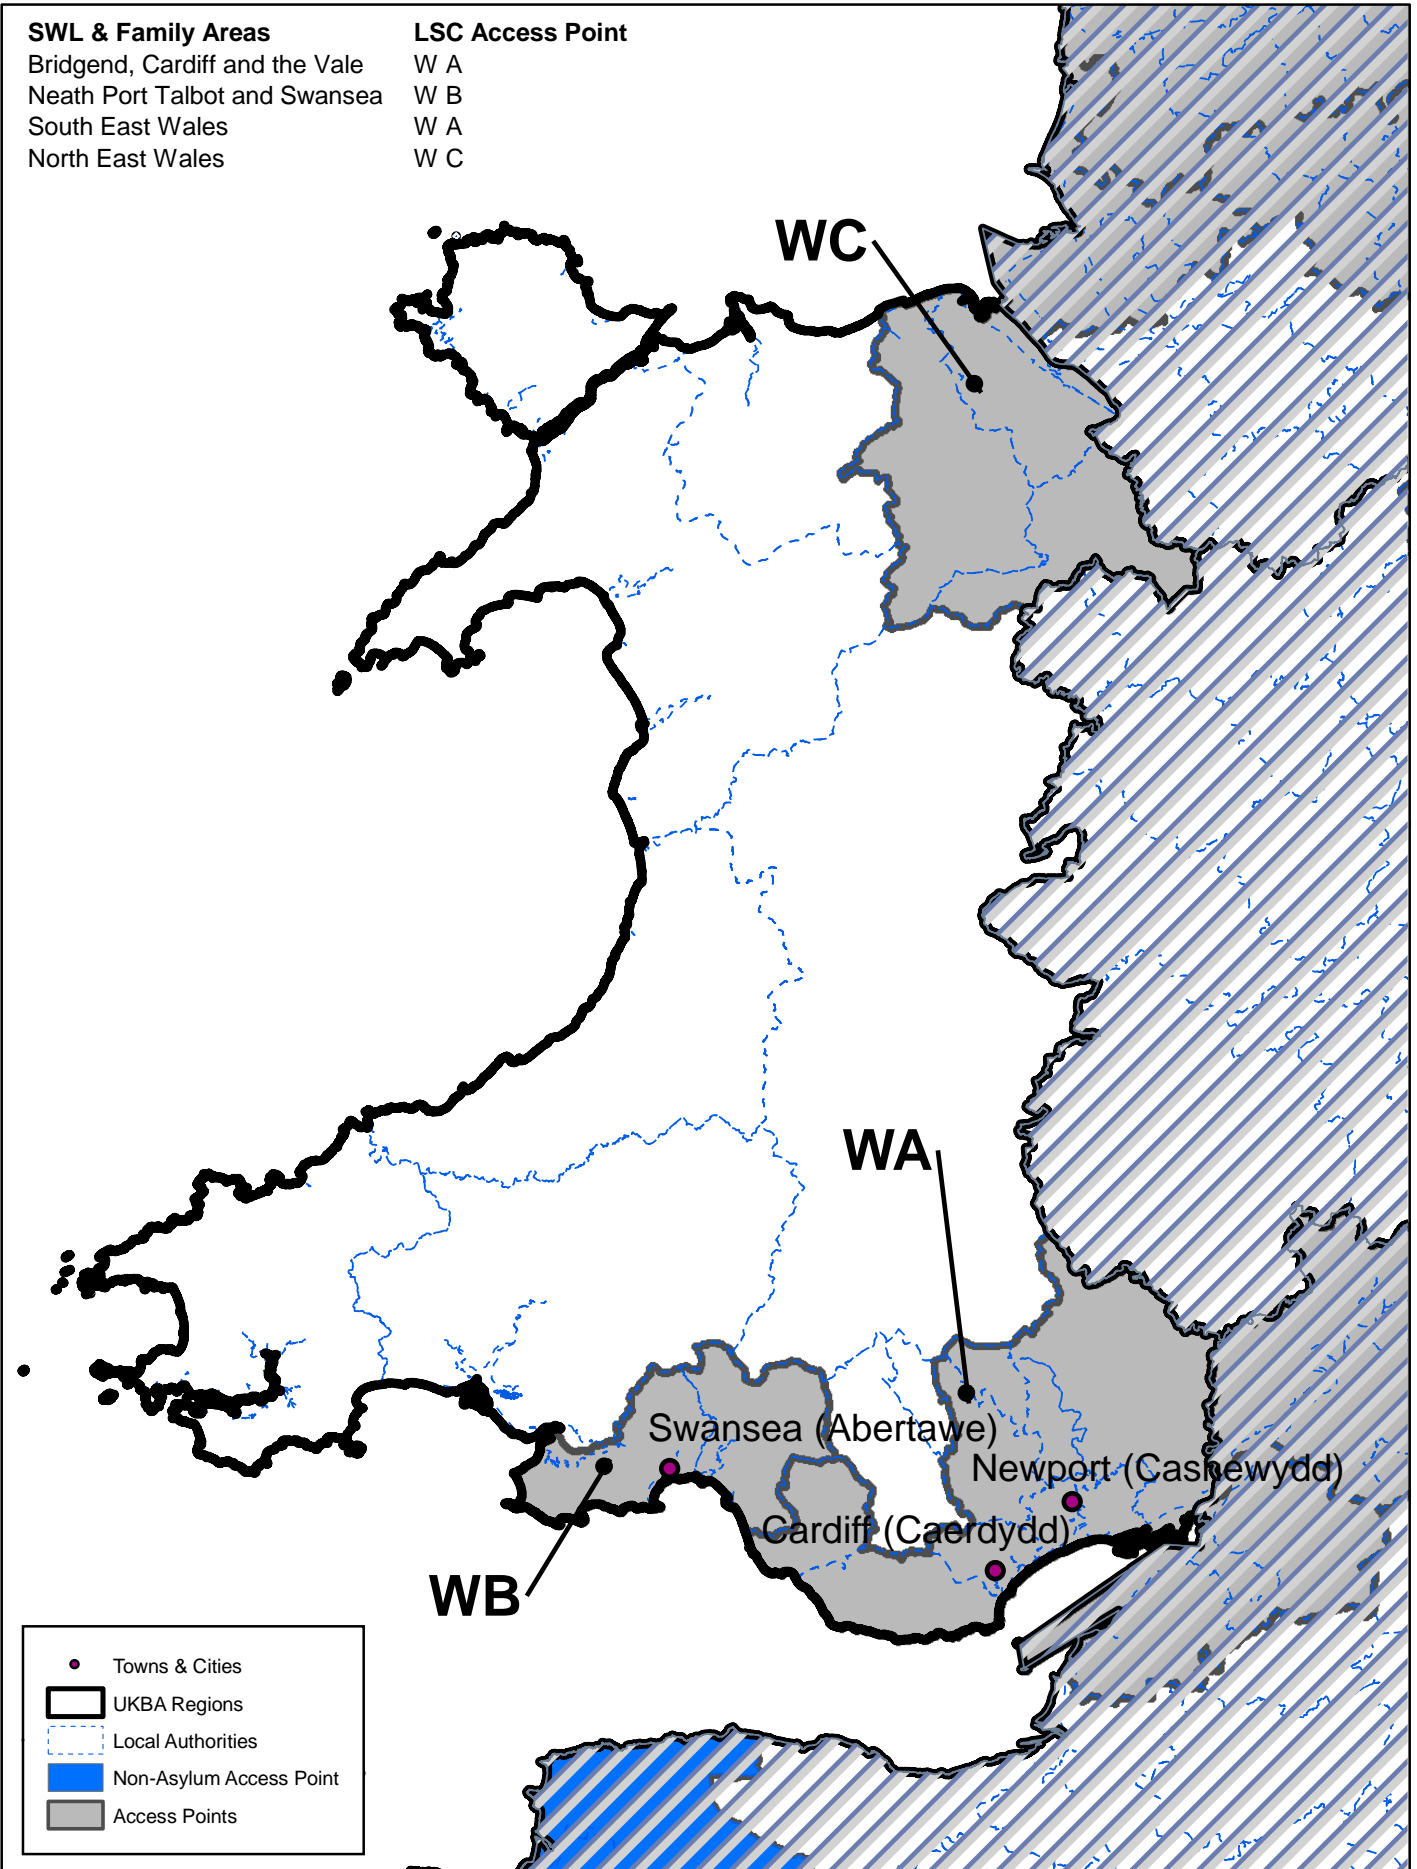 SWL & Family Areas LSC Access Point
Bridgend, Cardiff and the Vale W A
Neath Port Talbot and Swansea W B
South East Wales W A
North East Wales W C
WC
WA
Swansea (Abertawe)
Newport (Casnewydd)
Cardiff (Caerdydd)
WB
Towns & Cities
UKBA Regions
Local Authorities
Non-Asylum Access Point
Access Points